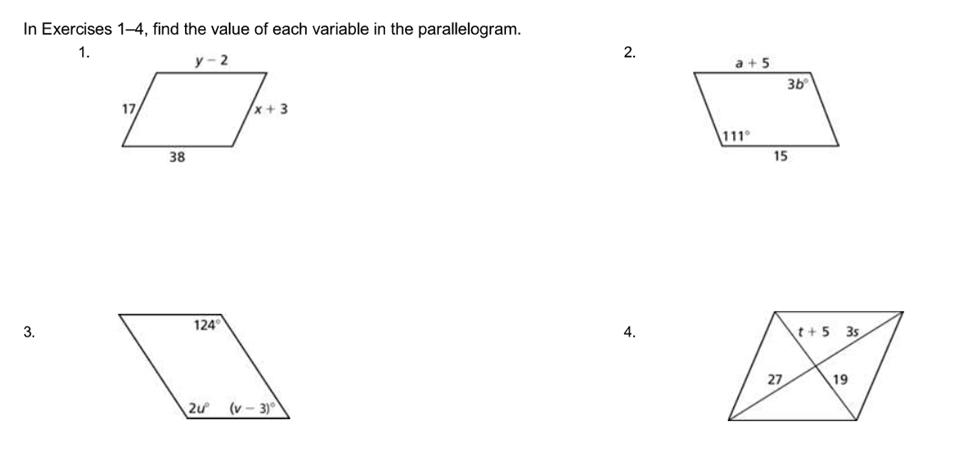 In Exercises 1–4, find the value of each variable in the parallelogram.
1.
y – 2
17
x + 3
38
2.
a + 5
3b°
111°
15
3.
124°
2u° (v – 3)°
4.
t + 5 3s
27 19